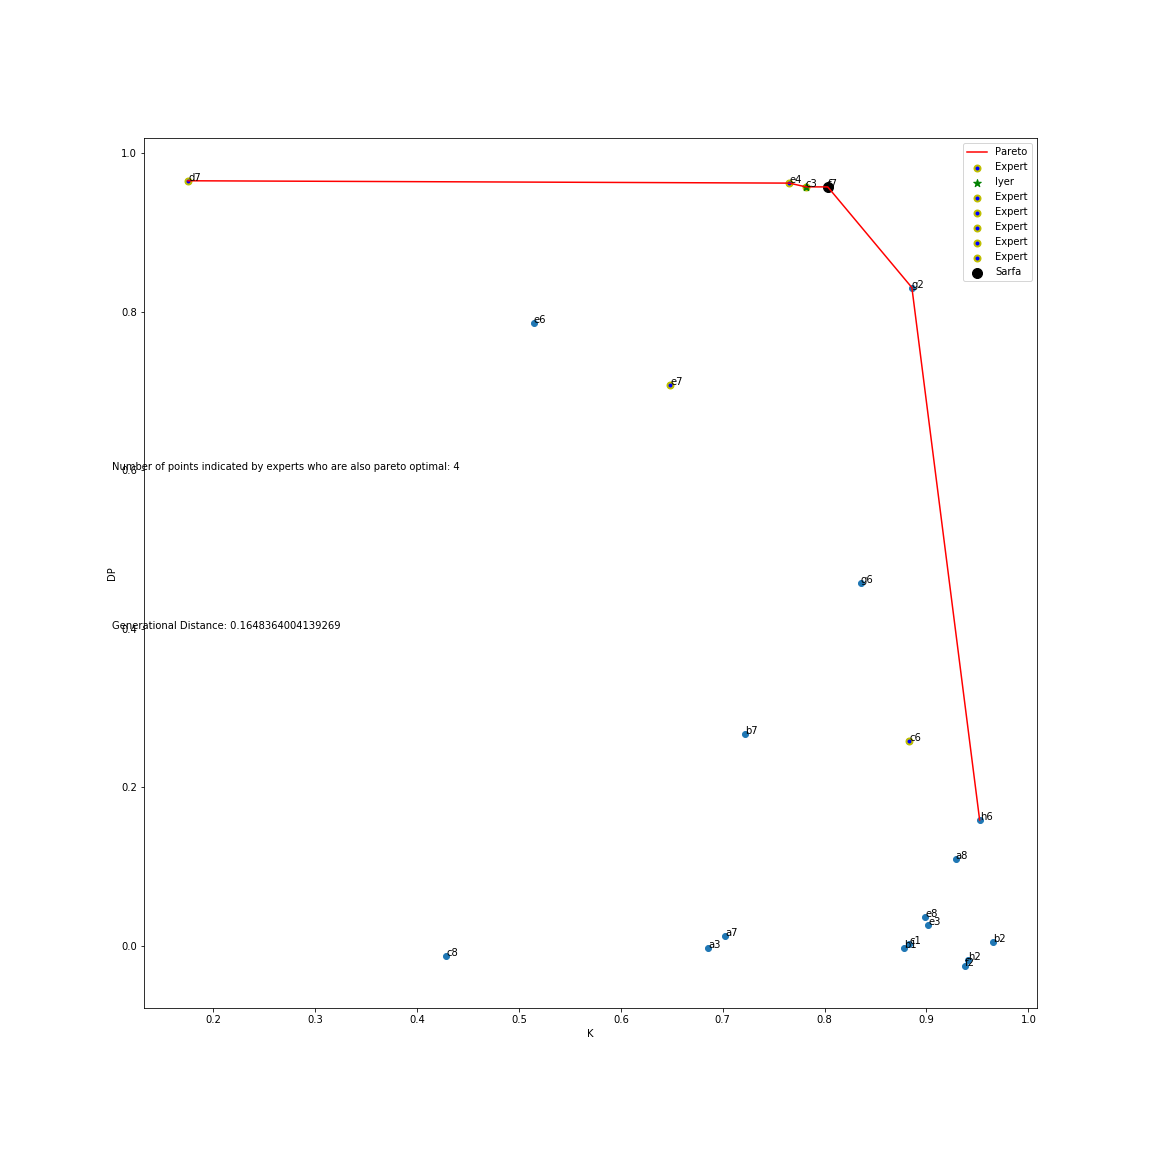 1.0
d7
e4
c3
f7
Pareto
Expert
Iyer
Expert
Expert
Expert
Expert
Expert
Sarfa
g2
0.8
e6
e7
Number of points indicated by experts who are also pareto optimal: 4
0.6
g6
DP
Generational Distance: 0.1648364004139269
0.4
b7
c6
0.2
h6
a8
e8
e3
a7
a3
c8
c1
b2
h2
f2
0.0
0.2
0.3
0.4
0.5
0.6
0.7
0.8
0.9
1.0
K